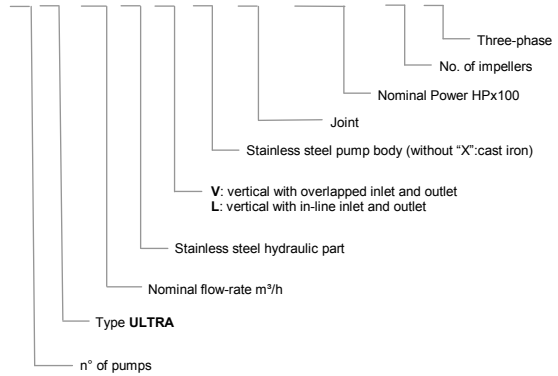 Three-phase
No. of impellers
Nominal Power HPx100
Joint
Stainless steel pump body (without “X”:cast iron)
V: vertical with overlapped inlet and outlet
L: vertical with in-line inlet and outlet
Stainless steel hydraulic part
Nominal flow-rate m³/h
Type ULTRA
n° of pumps